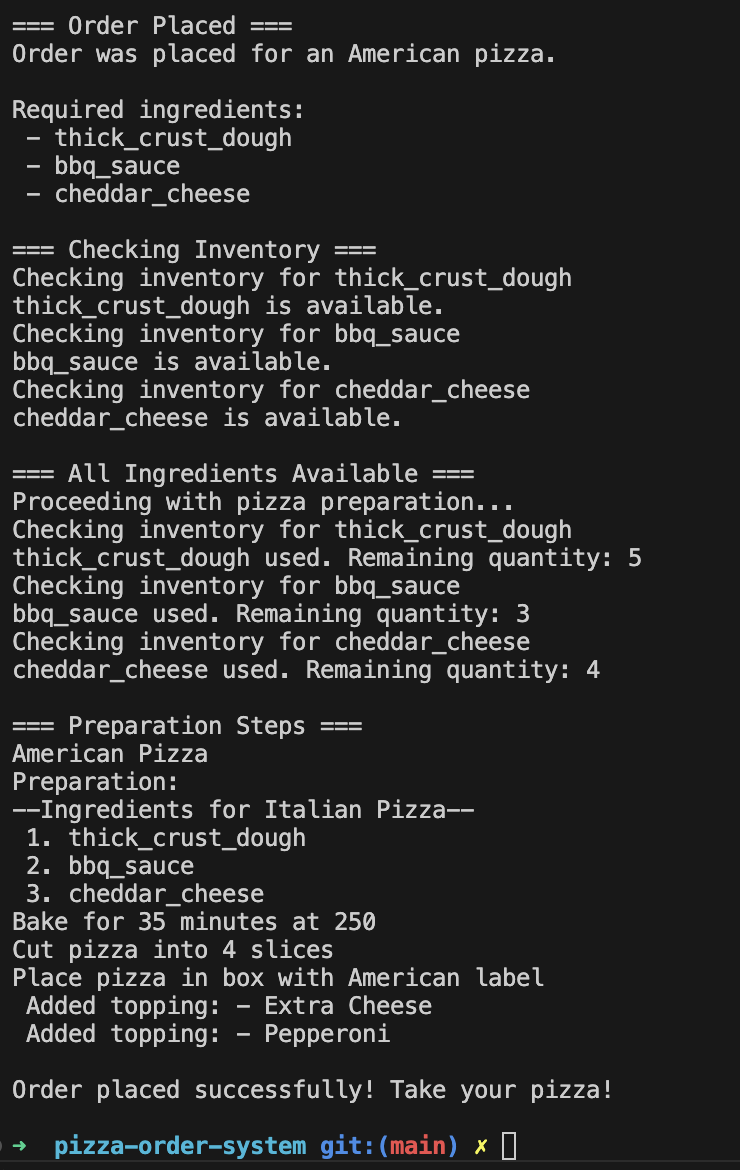 === Order Placed ===
Order was placed for an American pizza.
Required ingredients:
 - thick_crust_dough
 - bbq_sauce
 - cheddar_cheese
=== Checking Inventory ===
Checking inventory for thick_crust_dough
thick_crust_dough is available.
Checking inventory for bbq_sauce
bbq_sauce is available.
Checking inventory for cheddar_cheese
cheddar_cheese is available.
=== All Ingredients Available ===
Proceeding with pizza preparation...
Checking inventory for thick_crust_dough
thick_crust_dough used. Remaining quantity: 5
Checking inventory for bbq_sauce
bbq_sauce used. Remaining quantity: 3
Checking inventory for cheddar_cheese
cheddar_cheese used. Remaining quantity: 4
=== Preparation Steps ===
American Pizza
Preparation:
--Ingredients for Italian Pizza--
 1. thick_crust_dough
 2. bbq_sauce
 3. cheddar_cheese
Bake for 35 minutes at 250
Cut pizza into 4 slices
Place pizza in box with American label
 Added topping: - Extra Cheese
 Added topping: - Pepperoni
Order placed successfully! Take your pizza!
➜ pizza-order-system git:(main) ✗